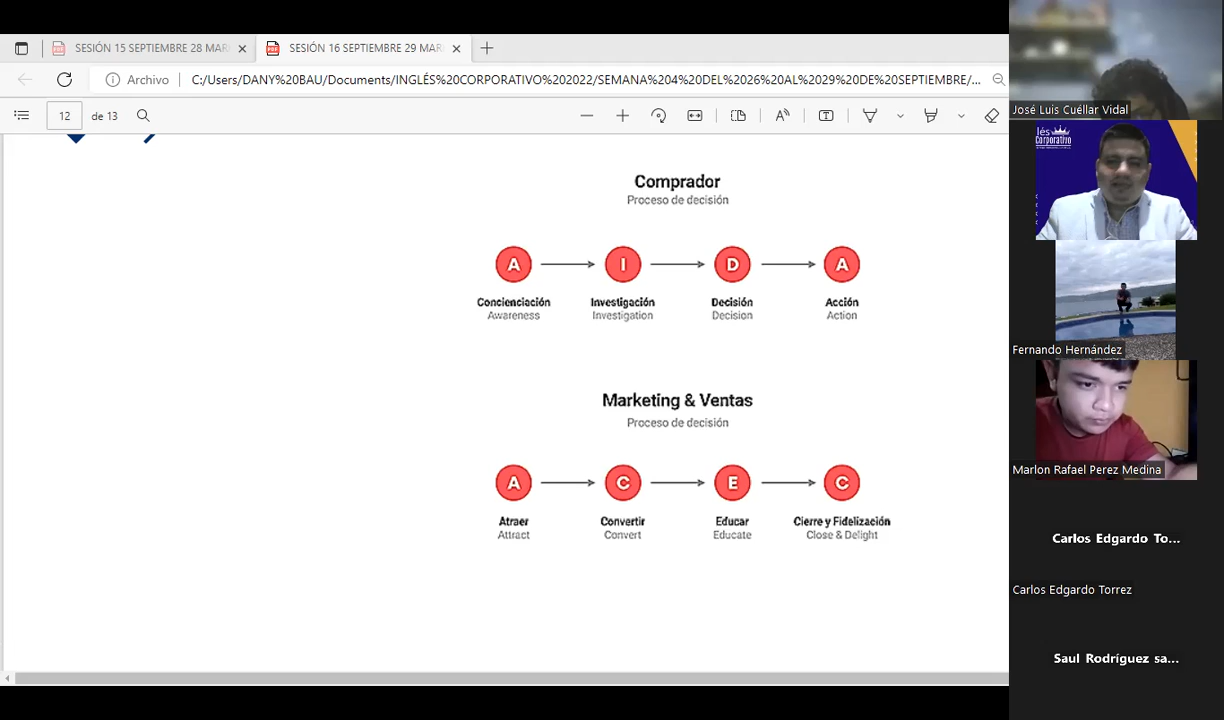 SESIÓN 15 SEPTIEMBRE 28 MAR
SESIÓN 16 SEPTIEMBRE 29 MAR
Archivo
C:/Users/DANY%20BAU/Documents/INGLÉS%20CORPORATIVO%202022/SEMANA%204%20DEL%2026%20AL%2029%20DE%20SEPTIEMBRE/...
12
de 13
Comprador
Proceso de decisión
A
I
D
A
Concienciación
Investigación
Decisión
Acción
Awareness
Investigation
Decision
Action
Marketing & Ventas
Proceso de decisión
A
C
E
C
Atraer
Convertir
Educar
Cierre y Fidelización
Attract
Convert
Educate
Close & Delight
José Luis Cuéllar Vidal
lés
Corporativo
Fernando Hernández
Marlon Rafael Perez Medina
Carlos Edgardo To...
Carlos Edgardo Torrez
Saul Rodríguez sa...